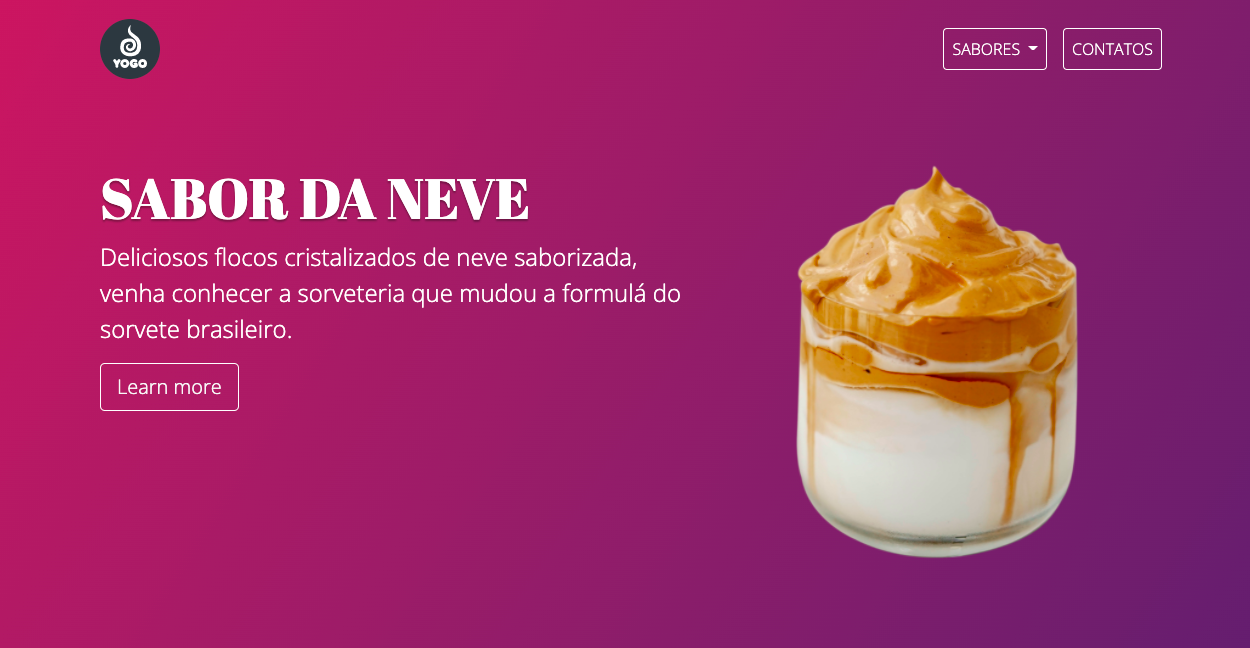 YOGO
SABORES
CONTATOS
SABOR DA NEVE
Deliciosos flocos cristalizados de neve saborizada,
venha conhecer a sorveteria que mudou a formulá do
sorvete brasileiro.
Learn more